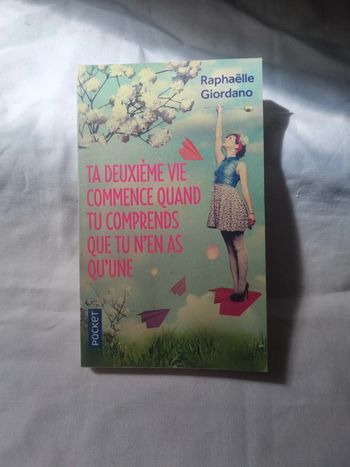 Raphaëlle
Giordano
TA DEUXIÈME VIE
COMMENCE QUAND
TU COMPRENDS
QUE TU N'EN AS
QU'UNE
POCKET